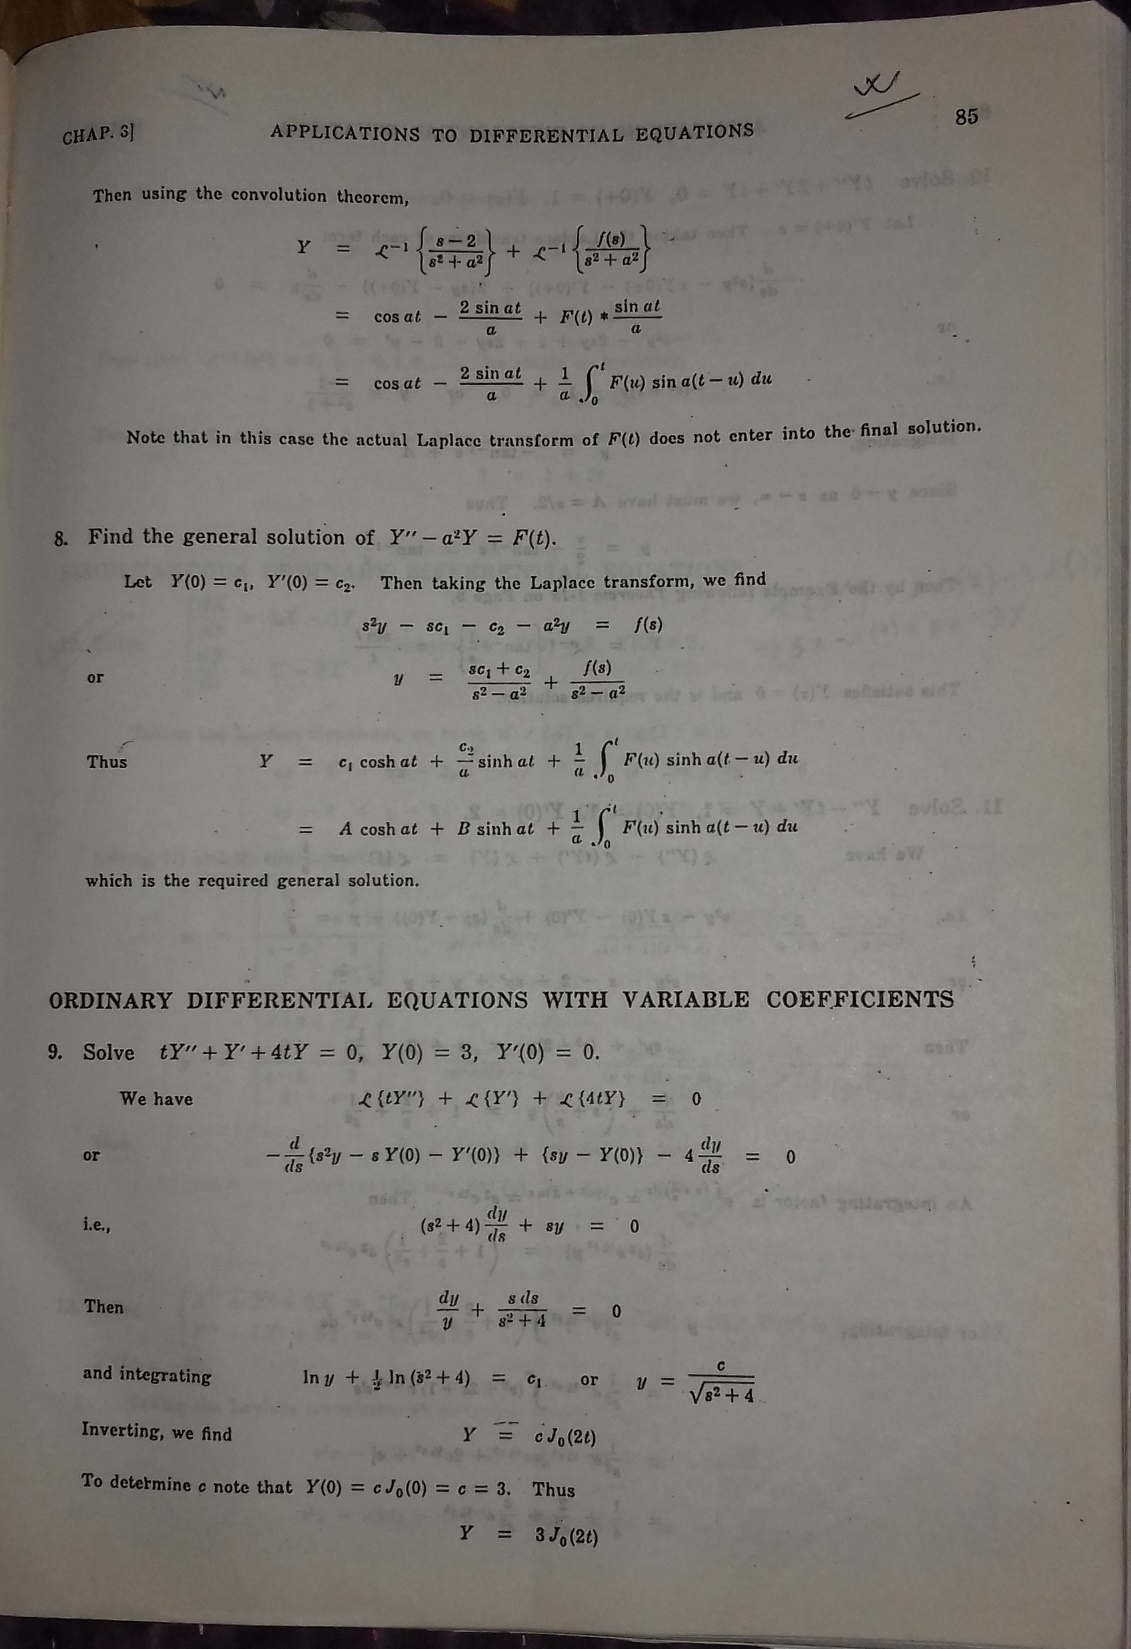 CHAP. 3]
APPLICATIONS TO DIFFERENTIAL EQUATIONS
85
Then using the convolution theorem,
Y = ℒ⁻¹{(s − 2)/(s² + a²)} + ℒ⁻¹{f(s)/(s² + a²)}
= cos at − (2 sin at)/a + F(t) * (sin at)/a
= cos at − (2 sin at)/a + (1/a) ∫₀ᵗ F(u) sin a(t − u) du
Note that in this case the actual Laplace transform of F(t) does not enter into the final solution.
8. Find the general solution of Y″ − a²Y = F(t).
Let Y(0) = c₁, Y′(0) = c₂. Then taking the Laplace transform, we find
s²y − sc₁ − c₂ − a²y = f(s)
or y = (sc₁ + c₂)/(s² − a²) + f(s)/(s² − a²)
Thus Y = c₁ cosh at + (c₂/a) sinh at + (1/a) ∫₀ᵗ F(u) sinh a(t − u) du
= A cosh at + B sinh at + (1/a) ∫₀ᵗ F(u) sinh a(t − u) du
which is the required general solution.
ORDINARY DIFFERENTIAL EQUATIONS WITH VARIABLE COEFFICIENTS
9. Solve tY″ + Y′ + 4tY = 0, Y(0) = 3, Y′(0) = 0.
We have ℒ{tY″} + ℒ{Y′} + ℒ{4tY} = 0
or −d/ds {s²y − s Y(0) − Y′(0)} + {sy − Y(0)} − 4 dy/ds = 0
i.e., (s² + 4) dy/ds + sy = 0
Then dy/y + s ds/(s² + 4) = 0
and integrating ln y + ½ ln (s² + 4) = c₁ or y = c/√(s² + 4)
Inverting, we find Y = c J₀(2t)
To determine c note that Y(0) = c J₀(0) = c = 3. Thus
Y = 3 J₀(2t)